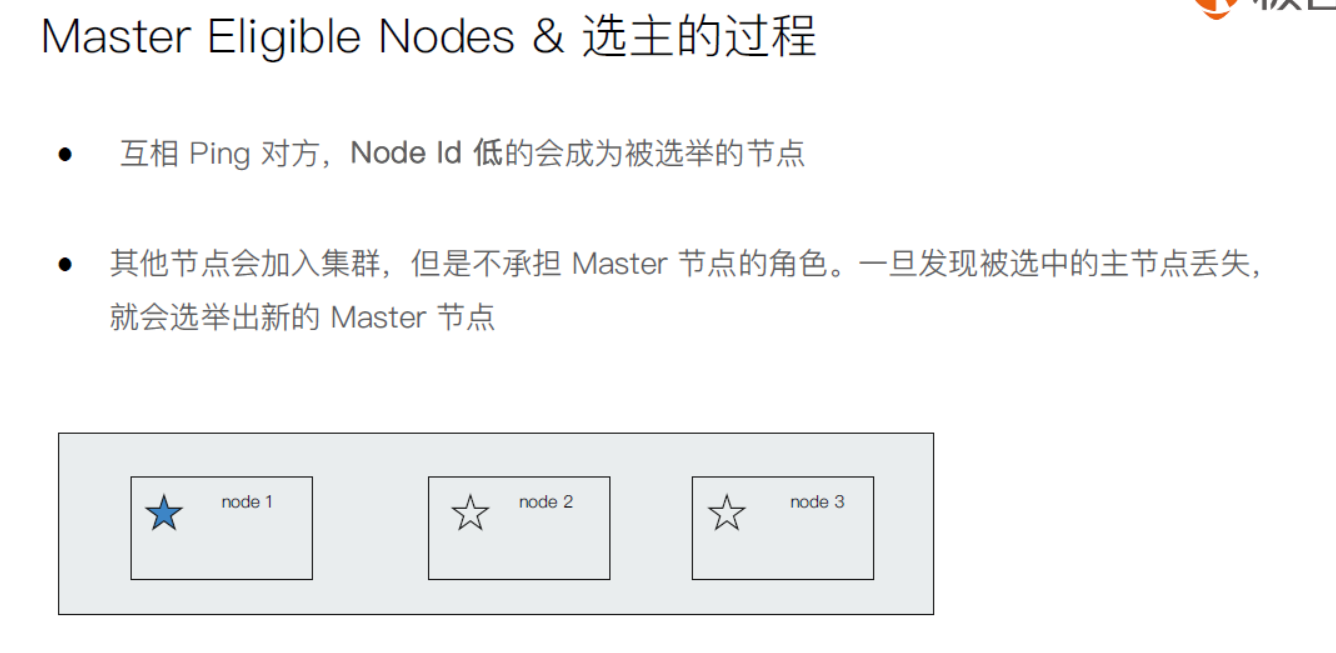 Master Eligible Nodes & 选主的过程
● 互相 Ping 对方，Node Id 低的会成为被选举的节点
● 其他节点会加入集群，但是不承担 Master 节点的角色。一旦发现被选中的主节点丢失，
就会选举出新的 Master 节点
node 1
node 2
node 3